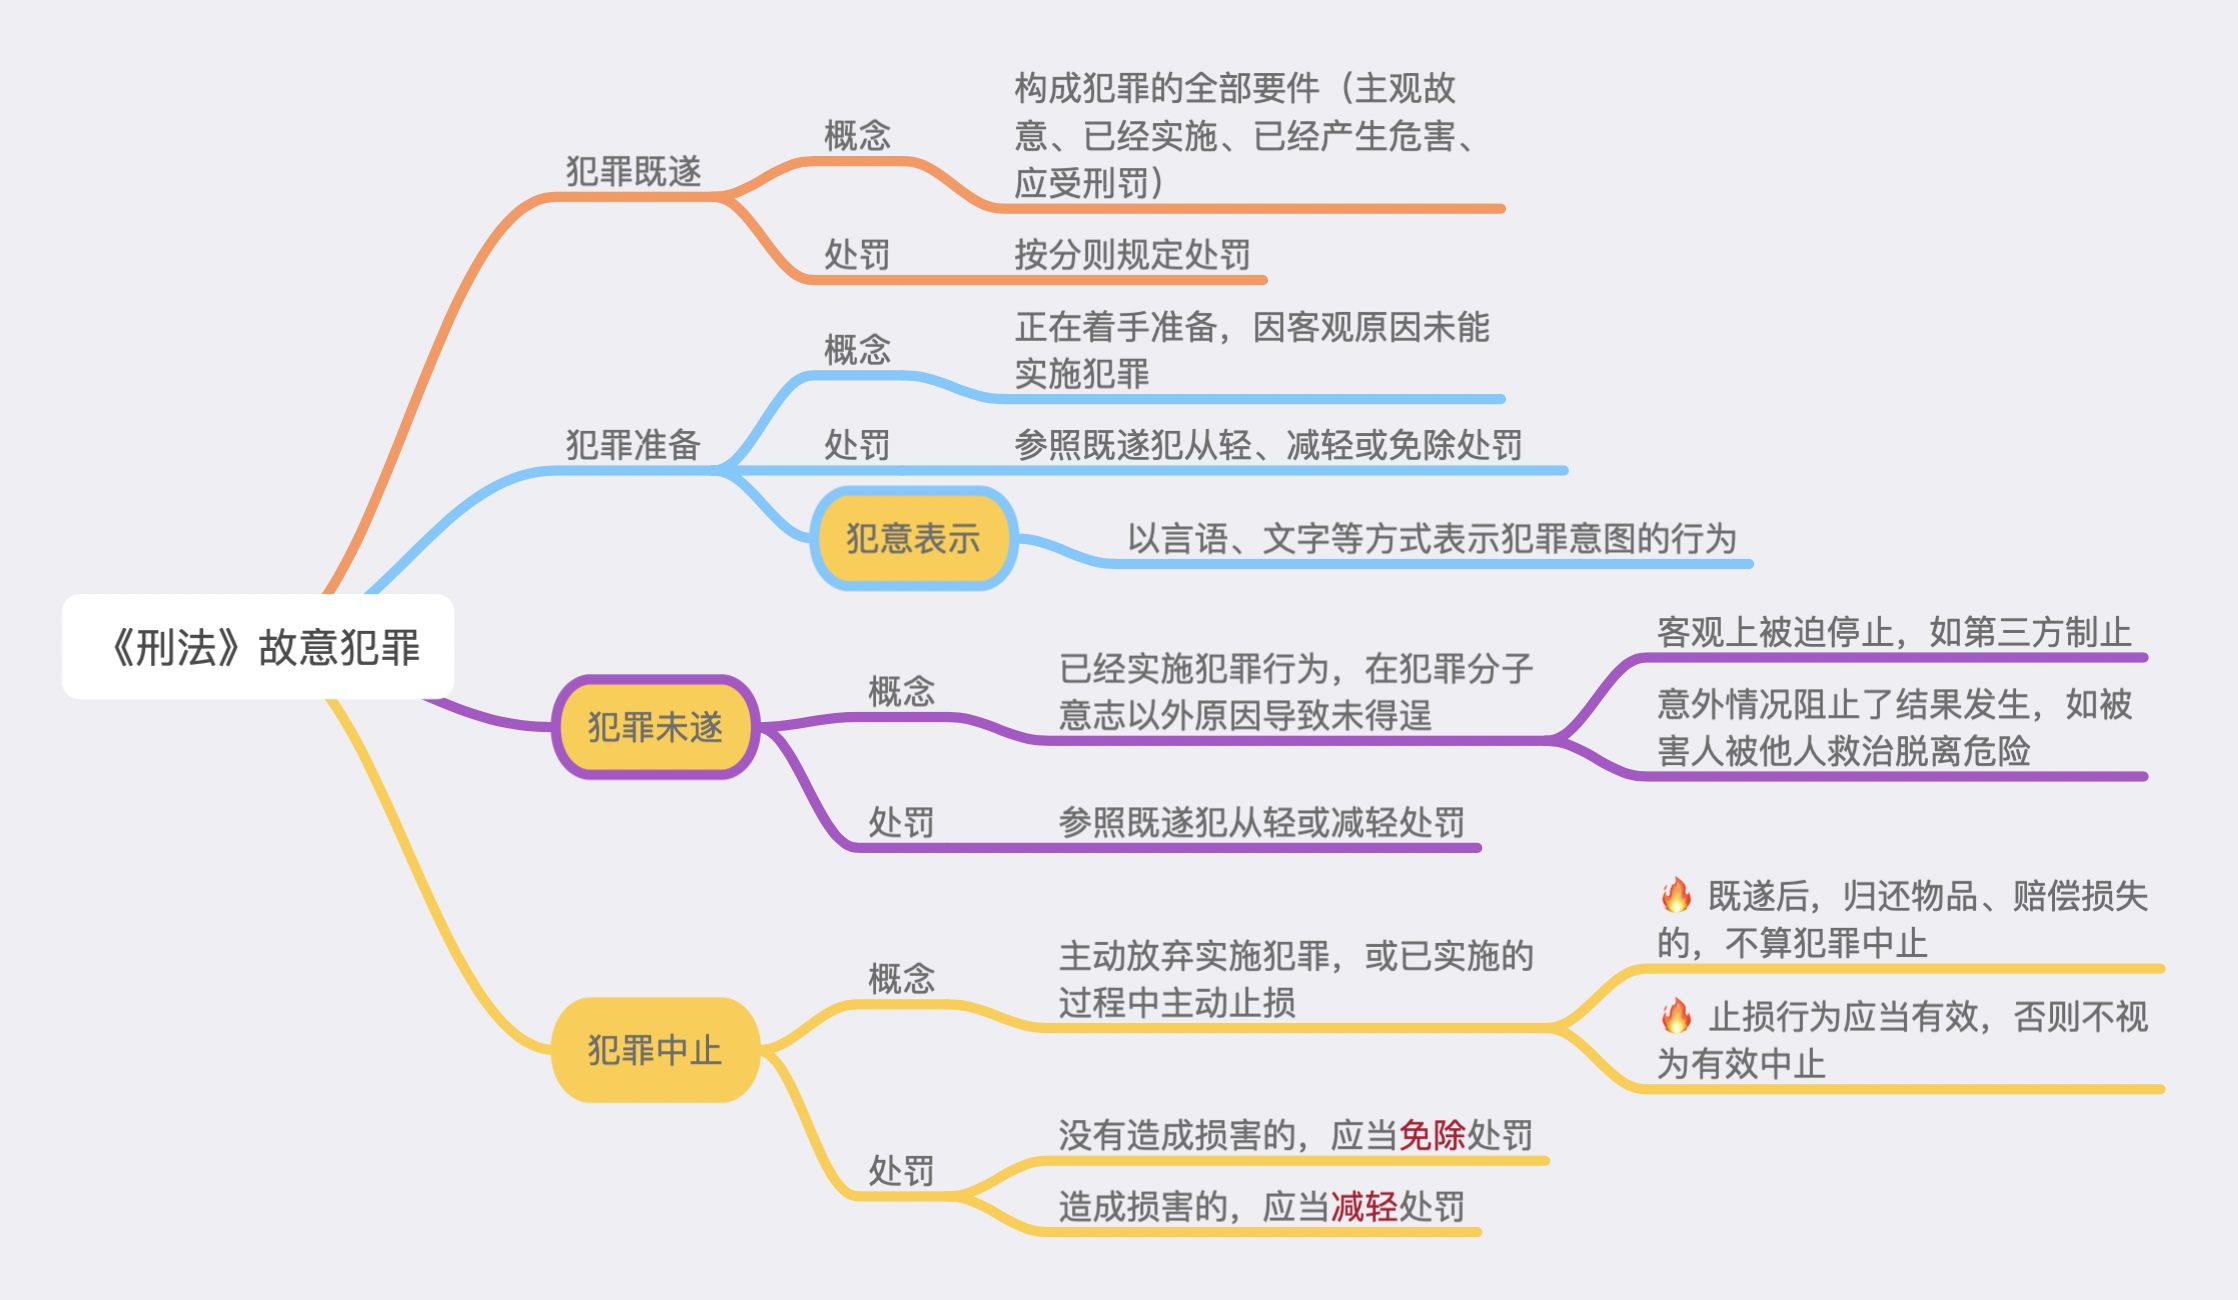 《刑法》故意犯罪
犯罪既遂
概念
构成犯罪的全部要件（主观故
意、已经实施、已经产生危害、
应受刑罚）
处罚
按分则规定处罚
犯罪准备
概念
正在着手准备，因客观原因未能
实施犯罪
处罚
参照既遂犯从轻、减轻或免除处罚
犯意表示
以言语、文字等方式表示犯罪意图的行为
犯罪未遂
概念
已经实施犯罪行为，在犯罪分子
意志以外原因导致未得逞
客观上被迫停止，如第三方制止
意外情况阻止了结果发生，如被
害人被他人救治脱离危险
处罚
参照既遂犯从轻或减轻处罚
犯罪中止
概念
主动放弃实施犯罪，或已实施的
过程中主动止损
🔥 既遂后，归还物品、赔偿损失
的，不算犯罪中止
🔥 止损行为应当有效，否则不视
为有效中止
处罚
没有造成损害的，应当免除处罚
造成损害的，应当减轻处罚